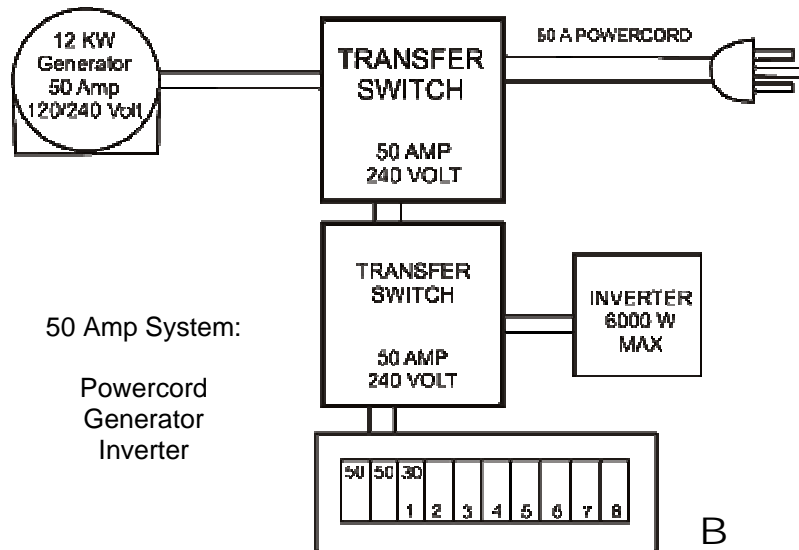 12 KW
Generator
50 Amp
120/240 Volt
TRANSFER
SWITCH
50 AMP
240 VOLT
50 A POWERCORD
TRANSFER
SWITCH
50 AMP
240 VOLT
INVERTER
6000 W
MAX
50 Amp System:
Powercord
Generator
Inverter
50 50 30
1 2 3 4 5 6 7 8
B